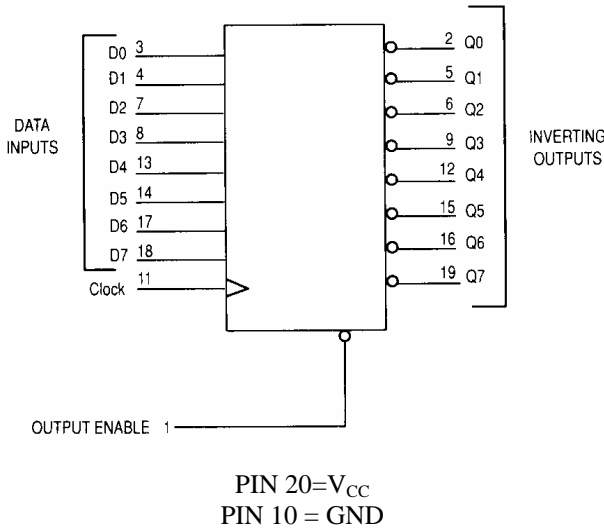 D0 3
D1 4
D2 7
D3 8
D4 13
D5 14
D6 17
D7 18
Clock 11
DATA
INPUTS
2 Q0
5 Q1
6 Q2
9 Q3
12 Q4
15 Q5
16 Q6
19 Q7
INVERTING
OUTPUTS
OUTPUT ENABLE 1
PIN 20=VCC
PIN 10 = GND